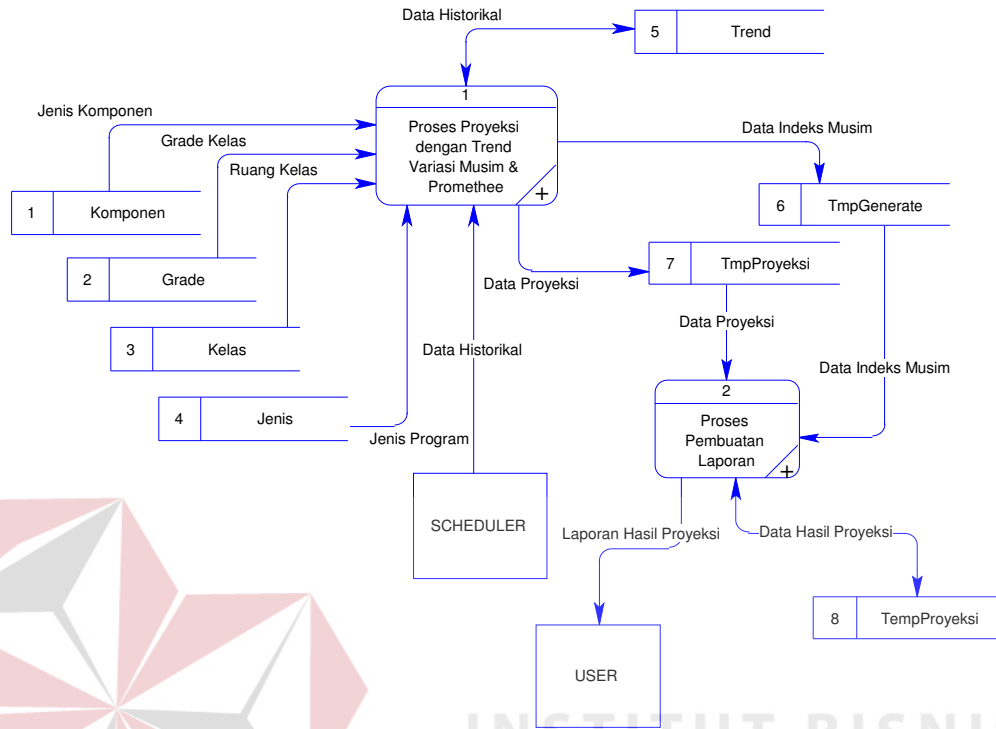 Data Historikal
5 Trend
1
Proses Proyeksi
dengan Trend
Variasi Musim &
Promethee
+
Jenis Komponen
Grade Kelas
Ruang Kelas
Data Indeks Musim
1 Komponen
6 TmpGenerate
2 Grade
7 TmpProyeksi
Data Proyeksi
3 Kelas
Data Historikal
Data Proyeksi
Data Indeks Musim
4 Jenis
Jenis Program
2
Proses
Pembuatan
Laporan
+
SCHEDULER
Laporan Hasil Proyeksi
Data Hasil Proyeksi
8 TempProyeksi
USER
INSTITUT BISNIS